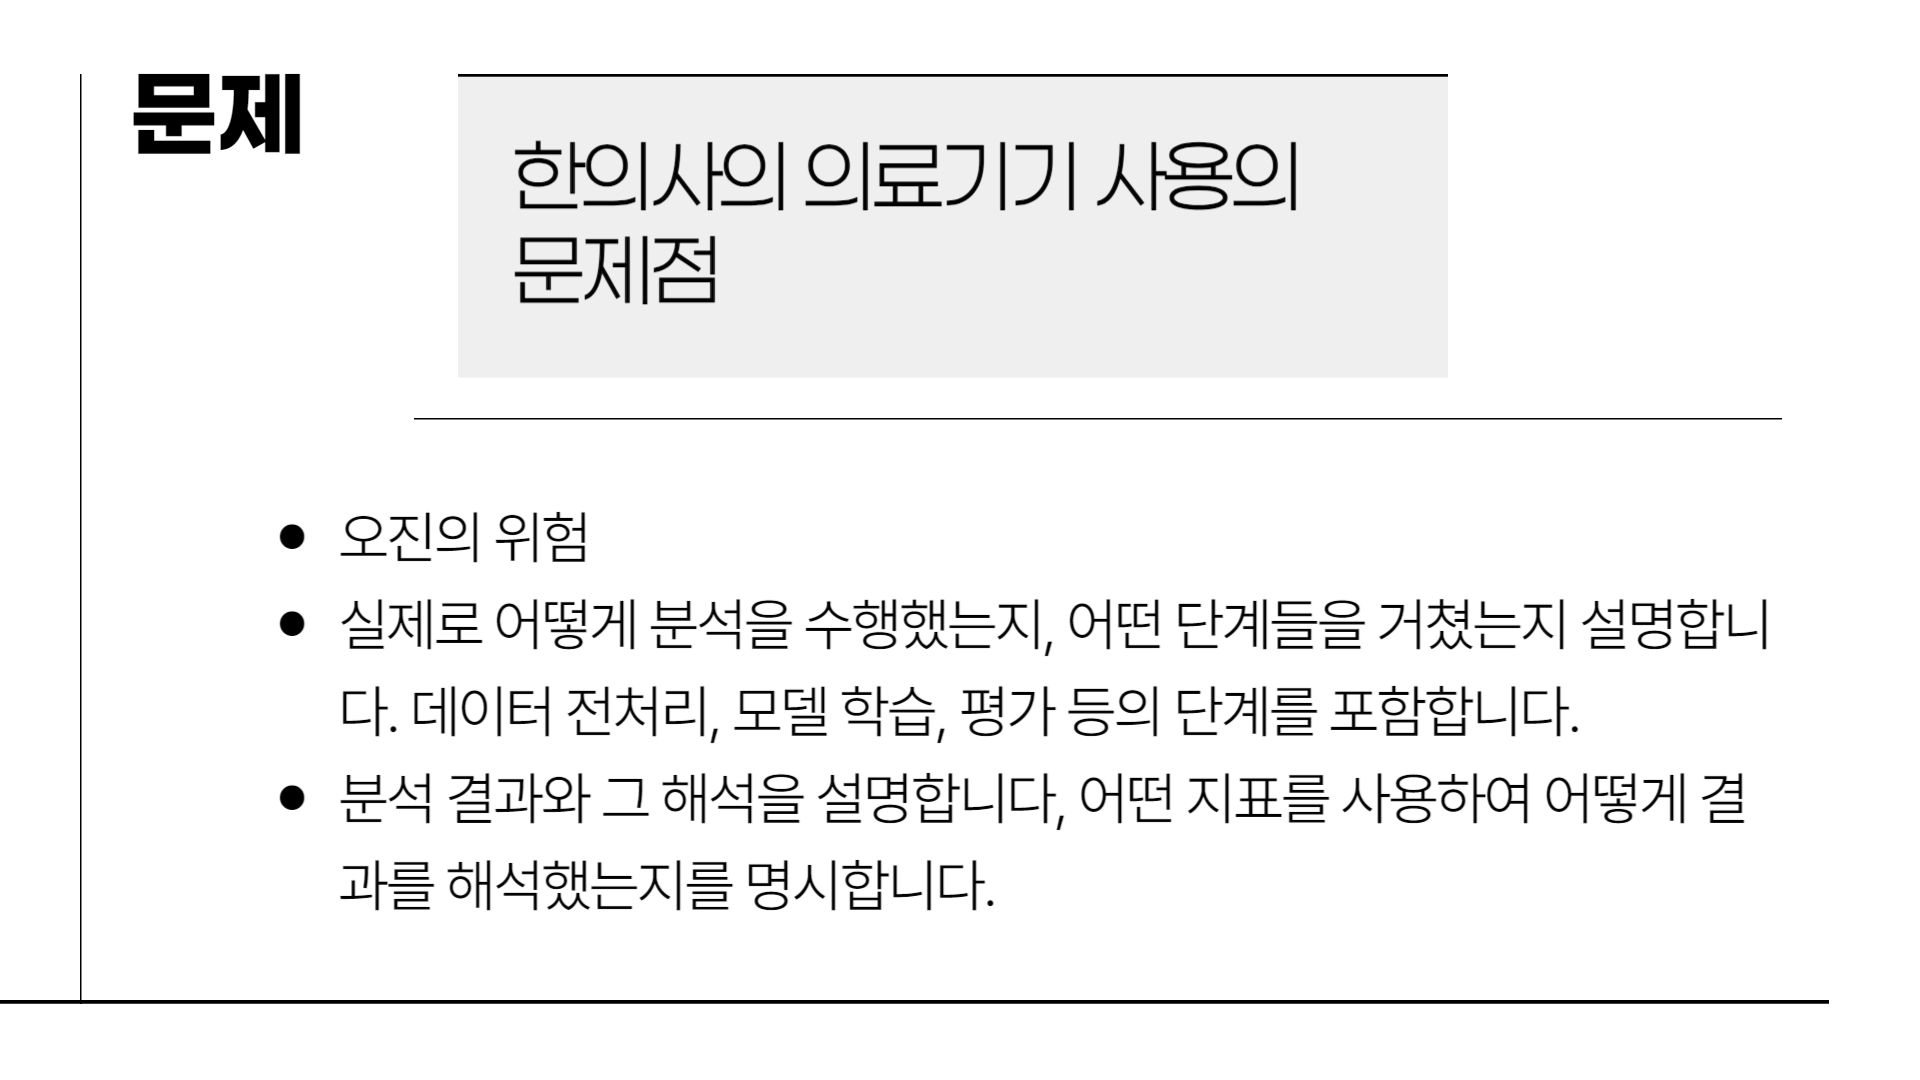 문제
한의사의 의료기기 사용의
문제점
● 오진의 위험
● 실제로 어떻게 분석을 수행했는지, 어떤 단계들을 거쳤는지 설명합니
다. 데이터 전처리, 모델 학습, 평가 등의 단계를 포함합니다.
● 분석 결과와 그 해석을 설명합니다, 어떤 지표를 사용하여 어떻게 결
과를 해석했는지를 명시합니다.